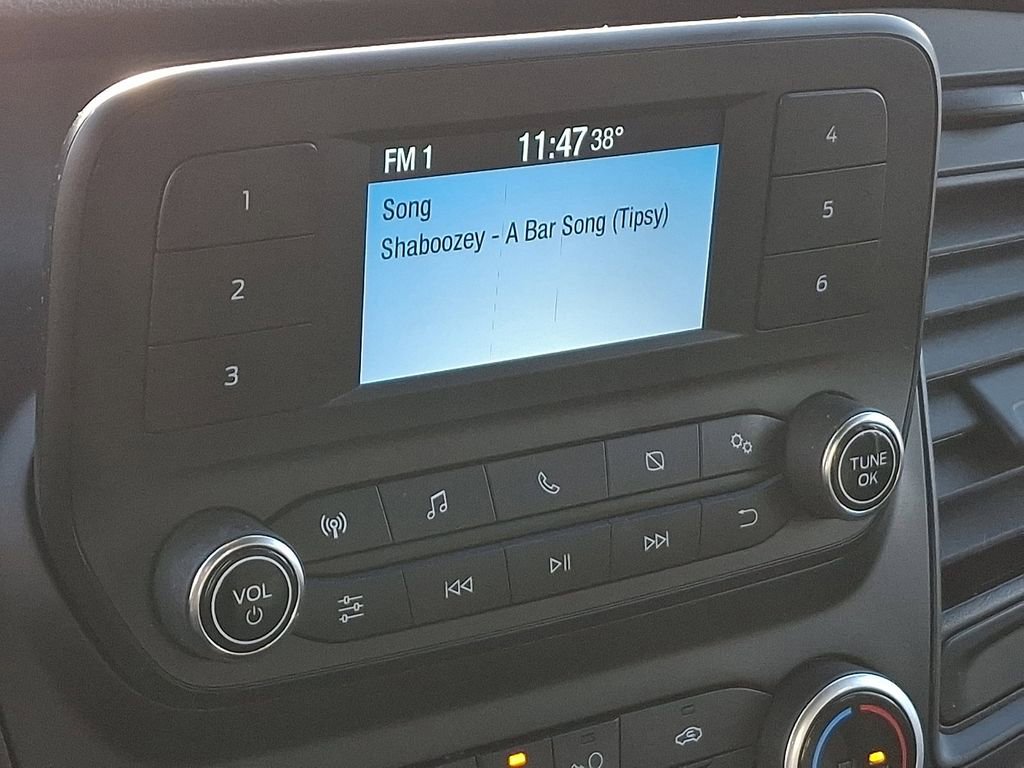 FM 1 11:47 38°
Song
Shaboozey - A Bar Song (Tipsy)
1
2
3
4
5
6
TUNE
OK
VOL